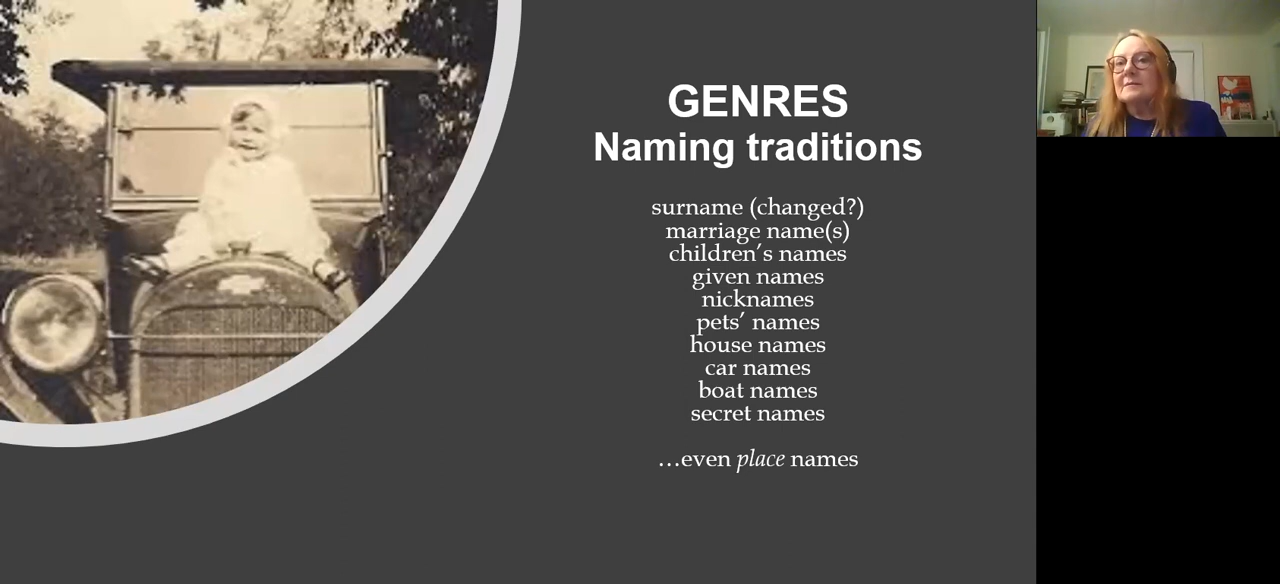 GENRES
Naming traditions
surname (changed?)
marriage name(s)
children’s names
given names
nicknames
pets’ names
house names
car names
boat names
secret names
…even place names